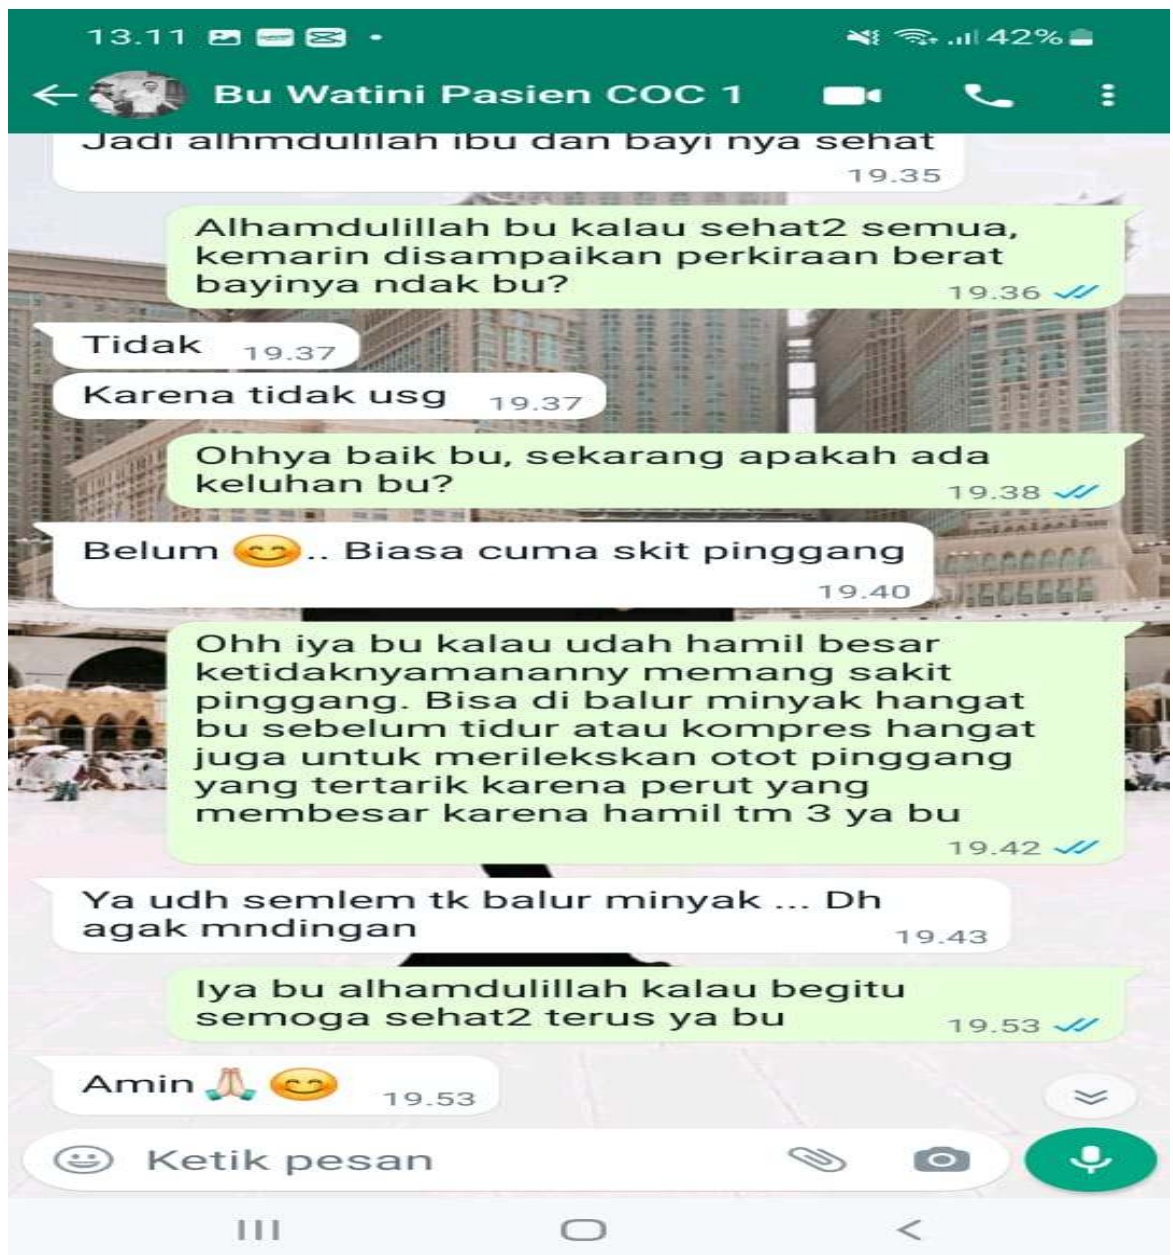 13.11
42%
Bu Watini Pasien COC 1
Jadi alhmdulilah ibu dan bayi nya sehat
19.35
Alhamdulillah bu kalau sehat2 semua,
kemarin disampaikan perkiraan berat
bayinya ndak bu?
19.36
Tidak 19.37
Karena tidak usg 19.37
Ohhya baik bu, sekarang apakah ada
keluhan bu?
19.38
Belum 😊.. Biasa cuma skit pinggang
19.40
Ohh iya bu kalau udah hamil besar
ketidaknyamananny memang sakit
pinggang. Bisa di balur minyak hangat
bu sebelum tidur atau kompres hangat
juga untuk merilekskan otot pinggang
yang tertarik karena perut yang
membesar karena hamil tm 3 ya bu
19.42
Ya udh semlem tk balur minyak ... Dh
agak mndingan
19.43
Iya bu alhamdulillah kalau begitu
semoga sehat2 terus ya bu
19.53
Amin 🙏🏻 😊 19.53
Ketik pesan